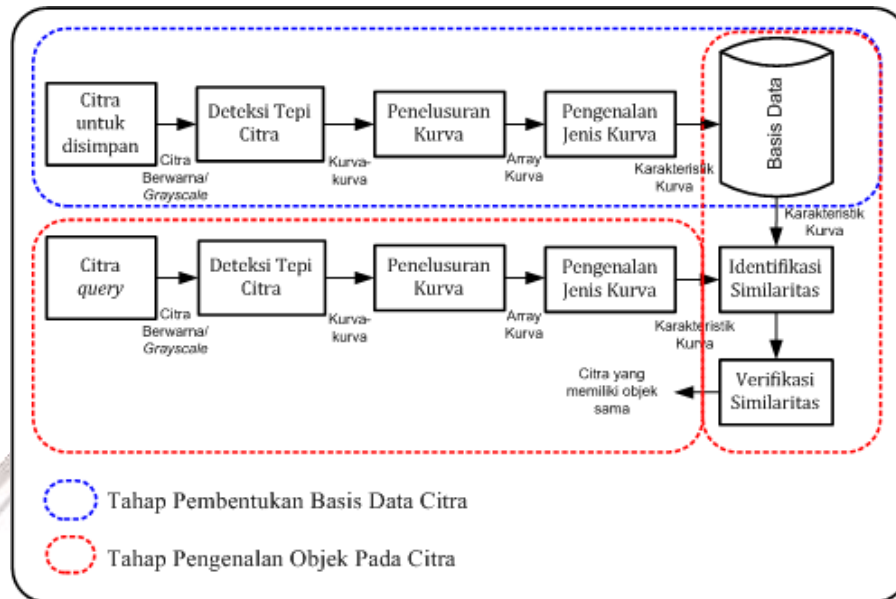 Citra
untuk
disimpan
Citra
Berwarna/
Grayscale
Deteksi Tepi
Citra
Kurva-
kurva
Penelusuran
Kurva
Array
Kurva
Pengenalan
Jenis Kurva
Karakteristik
Kurva
Basis Data
Karakteristik
Kurva
Citra
query
Citra
Berwarna/
Grayscale
Deteksi Tepi
Citra
Kurva-
kurva
Penelusuran
Kurva
Array
Kurva
Pengenalan
Jenis Kurva
Karakteristik
Kurva
Identifikasi
Similaritas
Verifikasi
Similaritas
Citra yang
memiliki objek
sama
Tahap Pembentukan Basis Data Citra
Tahap Pengenalan Objek Pada Citra